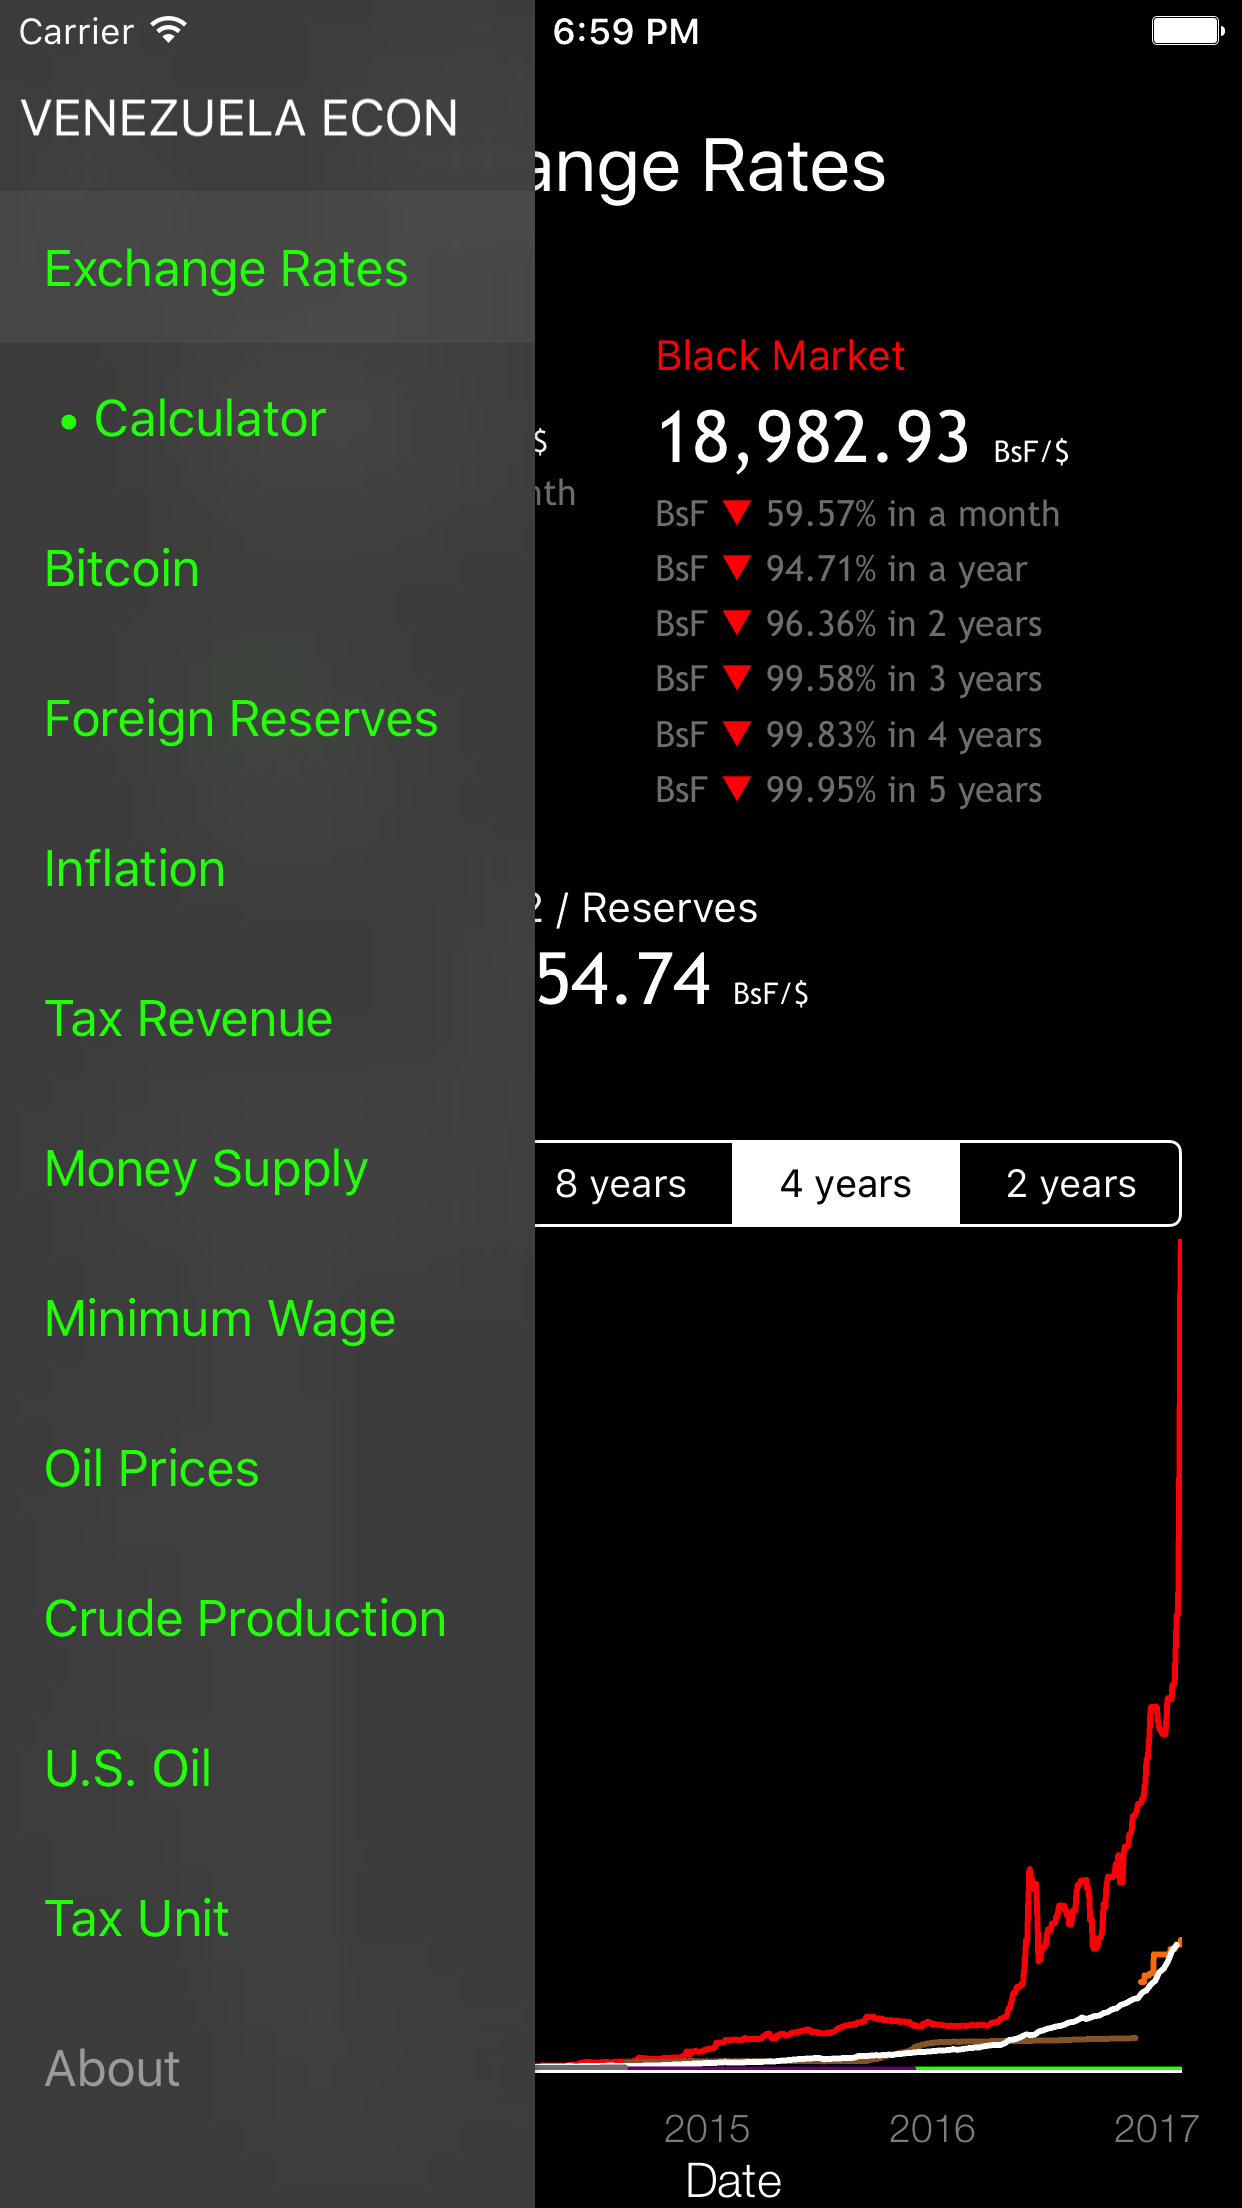 Carrier 6:59 PM
VENEZUELA ECON
ange Rates
Exchange Rates
• Calculator
Bitcoin
Foreign Reserves
Inflation
Tax Revenue
Money Supply
Minimum Wage
Oil Prices
Crude Production
U.S. Oil
Tax Unit
About
$
nth
Black Market
18,982.93 BsF/$
BsF ▼ 59.57% in a month
BsF ▼ 94.71% in a year
BsF ▼ 96.36% in 2 years
BsF ▼ 99.58% in 3 years
BsF ▼ 99.83% in 4 years
BsF ▼ 99.95% in 5 years
2 / Reserves
54.74 BsF/$
8 years 4 years 2 years
2015 2016 2017
Date